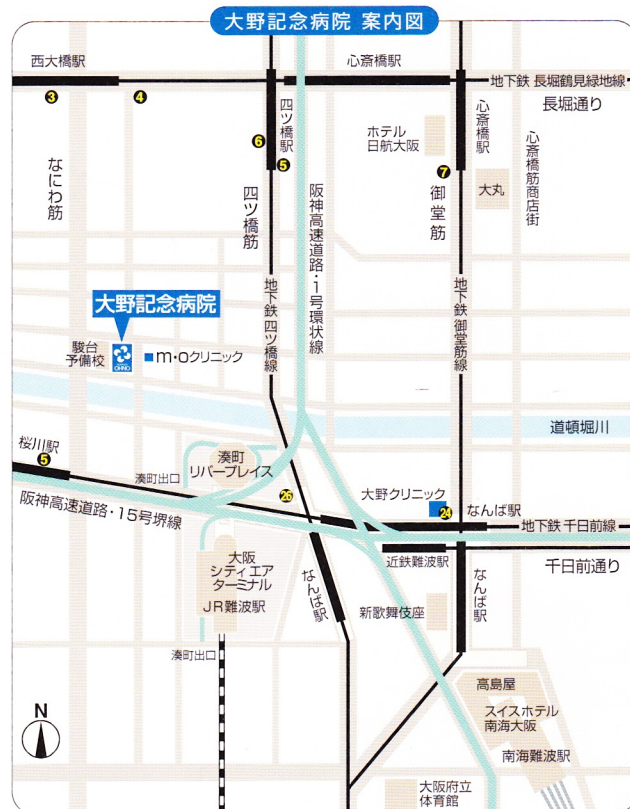 大野記念病院 案内図
西大橋駅
心斎橋駅
地下鉄 長堀鶴見緑地線
長堀通り
3
4
四ツ橋駅
6
5
ホテル
日航大阪
心斎橋駅
7
大丸
心斎橋筋商店街
なにわ筋
四ツ橋筋
阪神高速道路・1号環状線
御堂筋
地下鉄 四ツ橋線
地下鉄 御堂筋線
大野記念病院
駿台
予備校
OHNO
m・oクリニック
道頓堀川
桜川駅
5
湊町出口
湊町
リバープレイス
26
大野クリニック
24
なんば駅
地下鉄 千日前線
阪神高速道路・15号堺線
近鉄難波駅
千日前通り
大阪
シティエア
ターミナル
JR難波駅
なんば駅
新歌舞伎座
なんば駅
湊町出口
高島屋
スイスホテル
南海大阪
南海難波駅
大阪府立
体育館
N